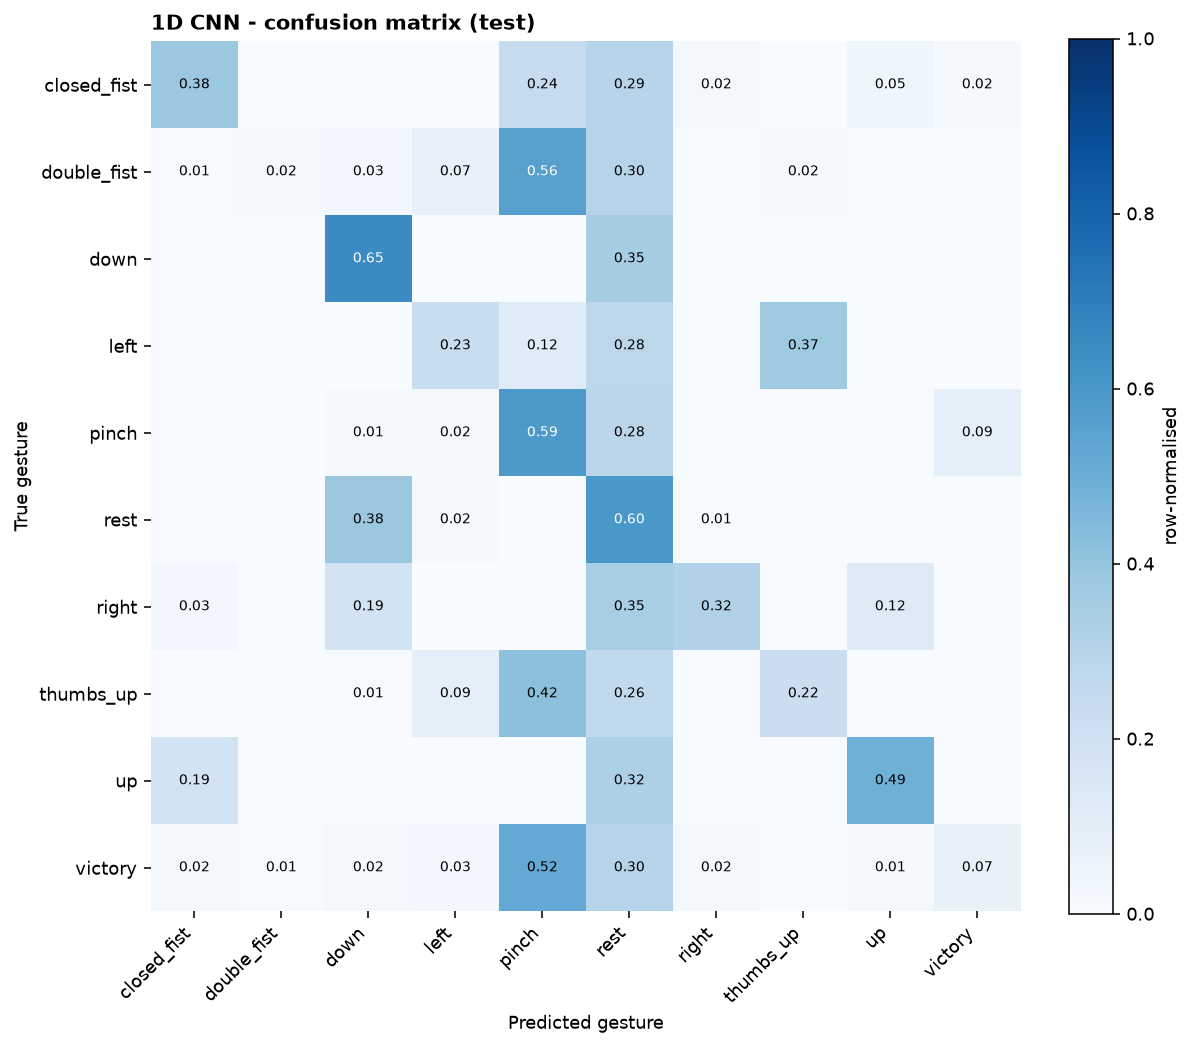 1D CNN - confusion matrix (test)
closed_fist 0.38 0.24 0.29 0.02 0.05 0.02
double_fist 0.01 0.02 0.03 0.07 0.56 0.30 0.02
down 0.65 0.35
left 0.23 0.12 0.28 0.37
pinch 0.01 0.02 0.59 0.28 0.09
rest 0.38 0.02 0.60 0.01
right 0.03 0.19 0.35 0.32 0.12
thumbs_up 0.01 0.09 0.42 0.26 0.22
up 0.19 0.32 0.49
victory 0.02 0.01 0.02 0.03 0.52 0.30 0.02 0.01 0.07
closed_fist double_fist down left pinch rest right thumbs_up up victory
Predicted gesture
True gesture
1.0
0.8
0.6
0.4
0.2
0.0
row-normalised